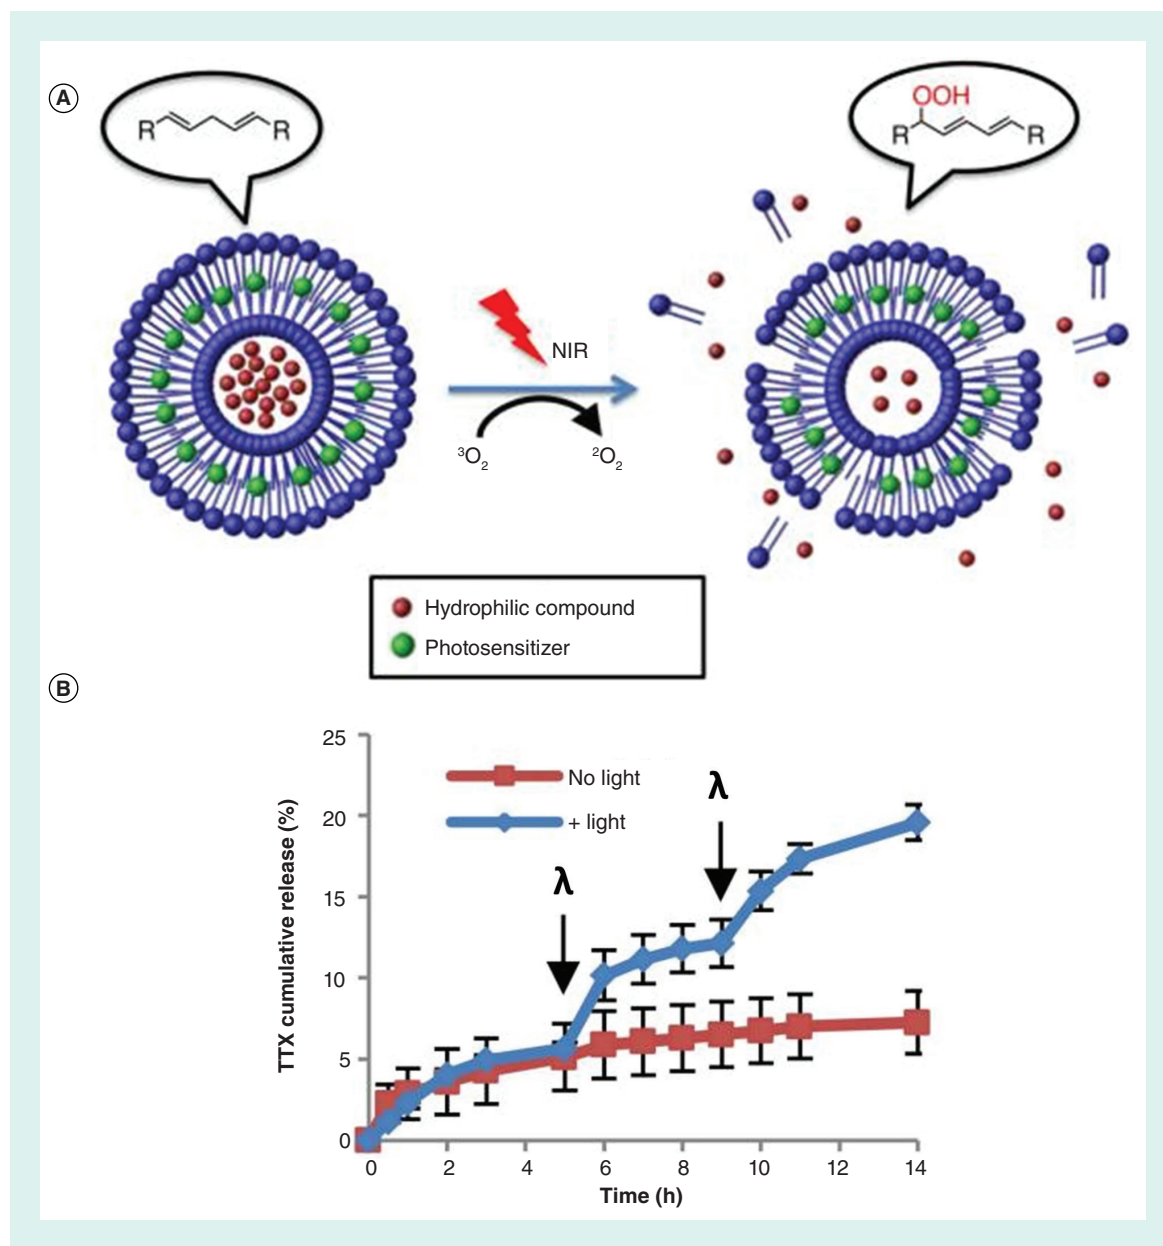 A
R R
OOH
R R
NIR
³O₂ ²O₂
Hydrophilic compound
Photosensitizer
B
25
20
15
10
5
0
TTX cumulative release (%)
No light
+ light
λ
λ
0 2 4 6 8 10 12 14
Time (h)